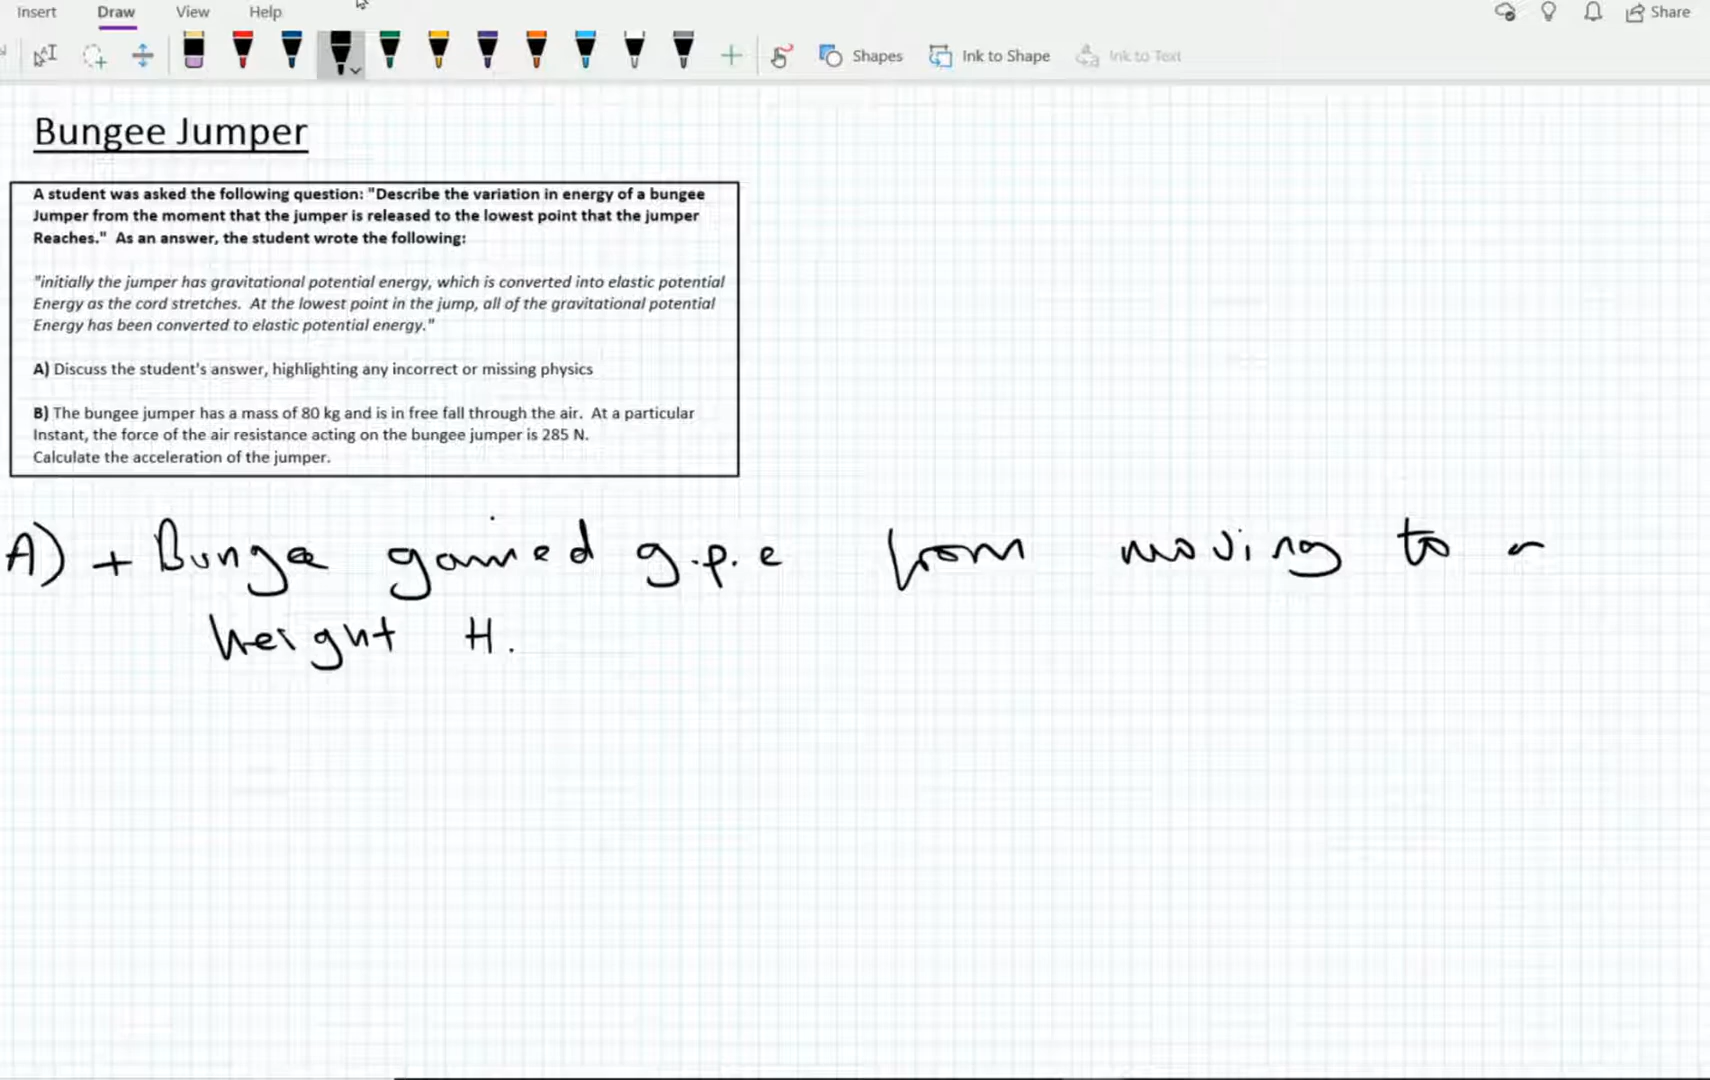 Insert Draw View Help Share
Shapes Ink to Shape Ink to Text
Bungee Jumper
A student was asked the following question: "Describe the variation in energy of a bungee
Jumper from the moment that the jumper is released to the lowest point that the jumper
Reaches." As an answer, the student wrote the following:
"initially the jumper has gravitational potential energy, which is converted into elastic potential
Energy as the cord stretches. At the lowest point in the jump, all of the gravitational potential
Energy has been converted to elastic potential energy."
A) Discuss the student's answer, highlighting any incorrect or missing physics
B) The bungee jumper has a mass of 80 kg and is in free fall through the air. At a particular
Instant, the force of the air resistance acting on the bungee jumper is 285 N.
Calculate the acceleration of the jumper.
A) + Bungee gained g.p.e from moving to a
height H.